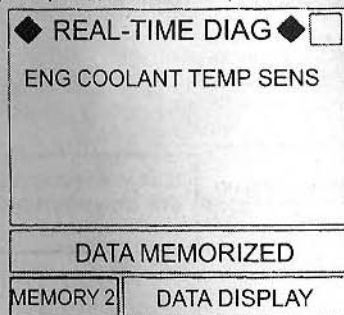 ◆ REAL-TIME DIAG ◆
ENG COOLANT TEMP SENS
DATA MEMORIZED
MEMORY 2 DATA DISPLAY